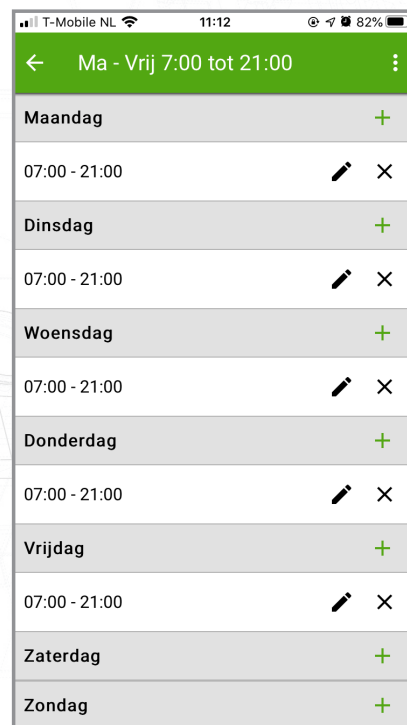 T-Mobile NL 11:12 82%
Ma - Vrij 7:00 tot 21:00
Maandag
07:00 - 21:00
Dinsdag
07:00 - 21:00
Woensdag
07:00 - 21:00
Donderdag
07:00 - 21:00
Vrijdag
07:00 - 21:00
Zaterdag
Zondag